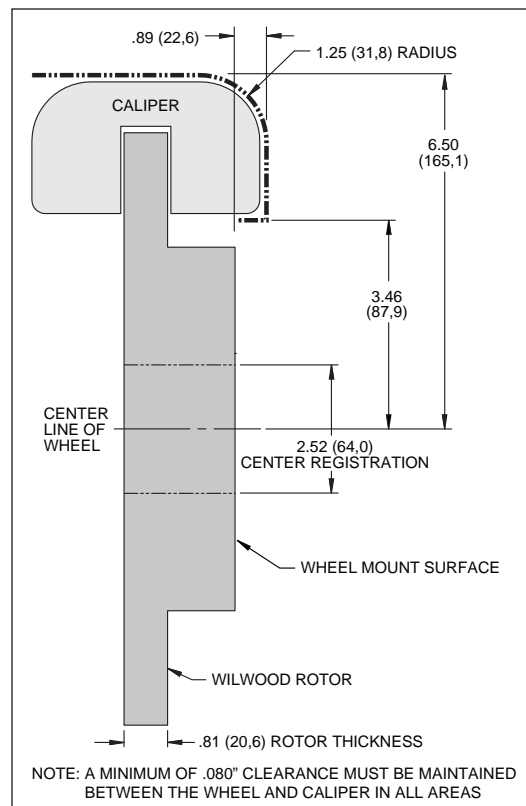 .89 (22,6)
1.25 (31,8) RADIUS
CALIPER
6.50
(165,1)
3.46
(87,9)
CENTER
LINE OF
WHEEL
2.52 (64,0)
CENTER REGISTRATION
WHEEL MOUNT SURFACE
WILWOOD ROTOR
.81 (20,6) ROTOR THICKNESS
NOTE: A MINIMUM OF .080” CLEARANCE MUST BE MAINTAINED
BETWEEN THE WHEEL AND CALIPER IN ALL AREAS